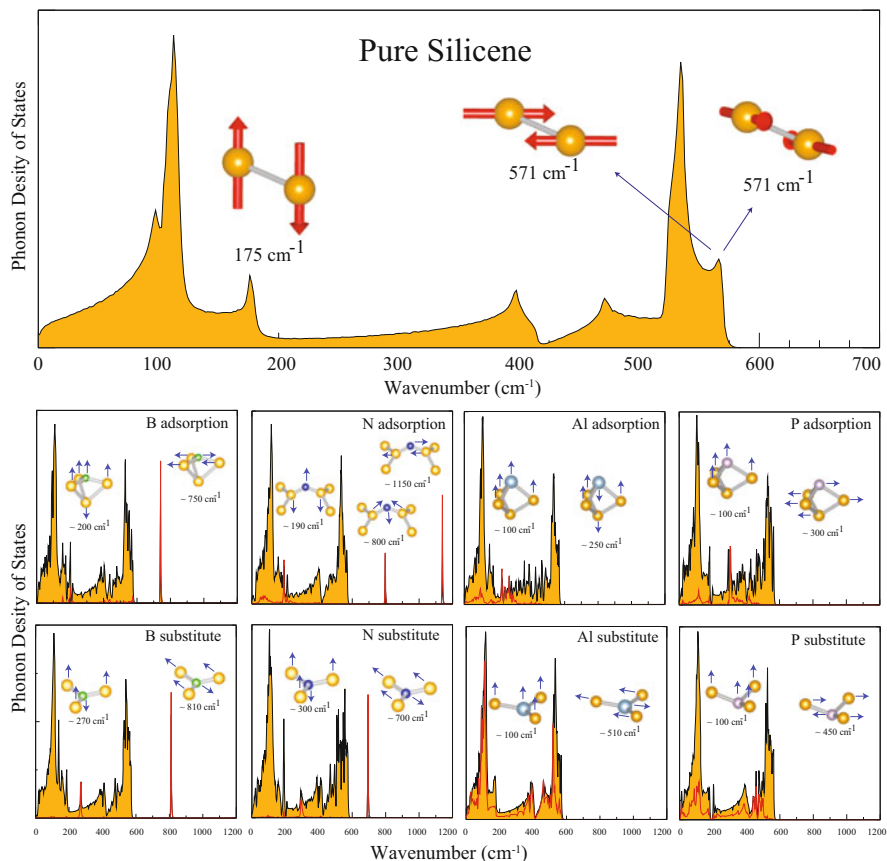 Pure Silicene
Phonon Desity of States
175 cm-1
571 cm-1
571 cm-1
0 100 200 300 400 500 600 700
Wavenumber (cm-1)
B adsorption
~ 200 cm-1
~ 750 cm-1
N adsorption
~ 190 cm-1
~ 800 cm-1
~ 1150 cm-1
Al adsorption
~ 100 cm-1
~ 250 cm-1
P adsorption
~ 100 cm-1
~ 300 cm-1
Phonon Desity of States
B substitute
~ 270 cm-1
~ 810 cm-1
N substitute
~ 300 cm-1
~ 700 cm-1
Al substitute
~ 100 cm-1
~ 510 cm-1
P substitute
~ 100 cm-1
~ 450 cm-1
0 200 400 600 800 1000 1200
0 200 400 600 800 1000 1200
0 200 400 600 800 1000 1200
0 200 400 600 800 1000 1200
Wavenumber (cm-1)